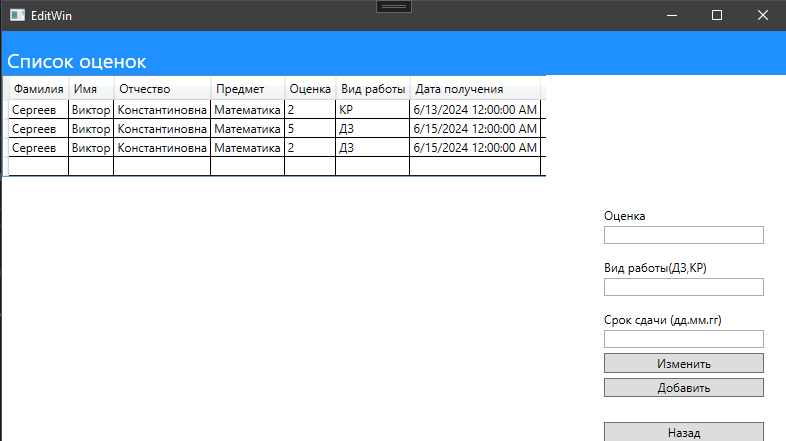 EditWin
Список оценок
Фамилия Имя Отчество Предмет Оценка Вид работы Дата получения
Сергеев Виктор Константиновна Математика 2 КР 6/13/2024 12:00:00 AM
Сергеев Виктор Константиновна Математика 5 ДЗ 6/15/2024 12:00:00 AM
Сергеев Виктор Константиновна Математика 2 ДЗ 6/15/2024 12:00:00 AM
Оценка
Вид работы(ДЗ,КР)
Срок сдачи (дд.мм.гг)
Изменить
Добавить
Назад